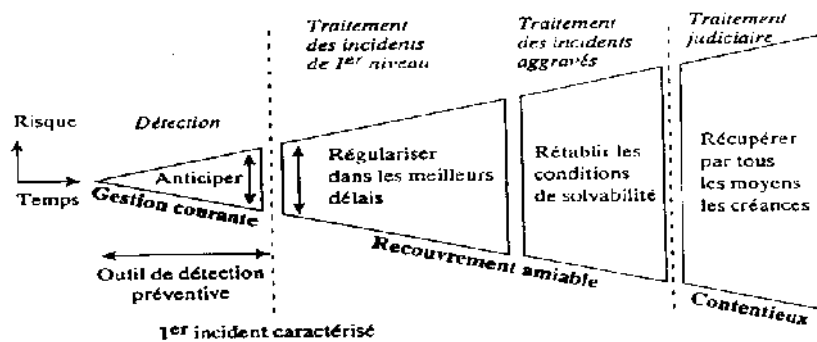 Traitement
des incidents
de 1er niveau
Traitement
des incidents
aggravés
Traitement
judiciaire
Risque
Temps
Détection
Anticiper
Gestion courante
Régulariser
dans les meilleurs
délais
Rétablir les
conditions
de solvabilité
Récupérer
par tous
les moyens
les créances
Recouvrement amiable
Contentieux
Outil de détection
préventive
1er incident caractérisé